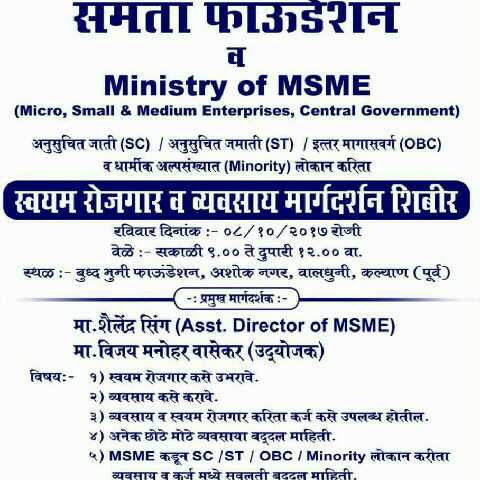 समता फाऊंडेशन
व
Ministry of MSME
(Micro, Small & Medium Enterprises, Central Government)
अनुसुचित जाती (SC) / अनुसुचित जमाती (ST) / इत्तर मागासवर्ग (OBC)
व धार्मीक अल्पसंख्यात (Minority) लोकान करिता
स्वयम रोजगार व व्यवसाय मार्गदर्शन शिबीर
रविवार दिनांक :- ०८/१०/२०१७ रोजी
वेळे :- सकाळी ९.०० ते दुपारी १२.०० वा.
स्थळ :- बुध्द भुमी फाऊंडेशन, अशोक नगर, वालधुनी, कल्याण (पूर्व)
-: प्रमुख मार्गदर्शक :-
मा.शैलेंद्र सिंग (Asst. Director of MSME)
मा.विजय मनोहर वासेकर (उद्योजक)
विषयः- १) स्वयम रोजगार कसे उभरावे.
२) व्यवसाय कसे करावे.
३) व्यवसाय व स्वयम रोजगार करिता कर्ज कसे उपलब्ध होतील.
४) अनेक छोटे मोठे व्यवसाया बद्दल माहिती.
५) MSME कडून SC /ST / OBC / Minority लोकान करीता
व्यवसाय व कर्ज मध्ये सवलती बददल माहिती.